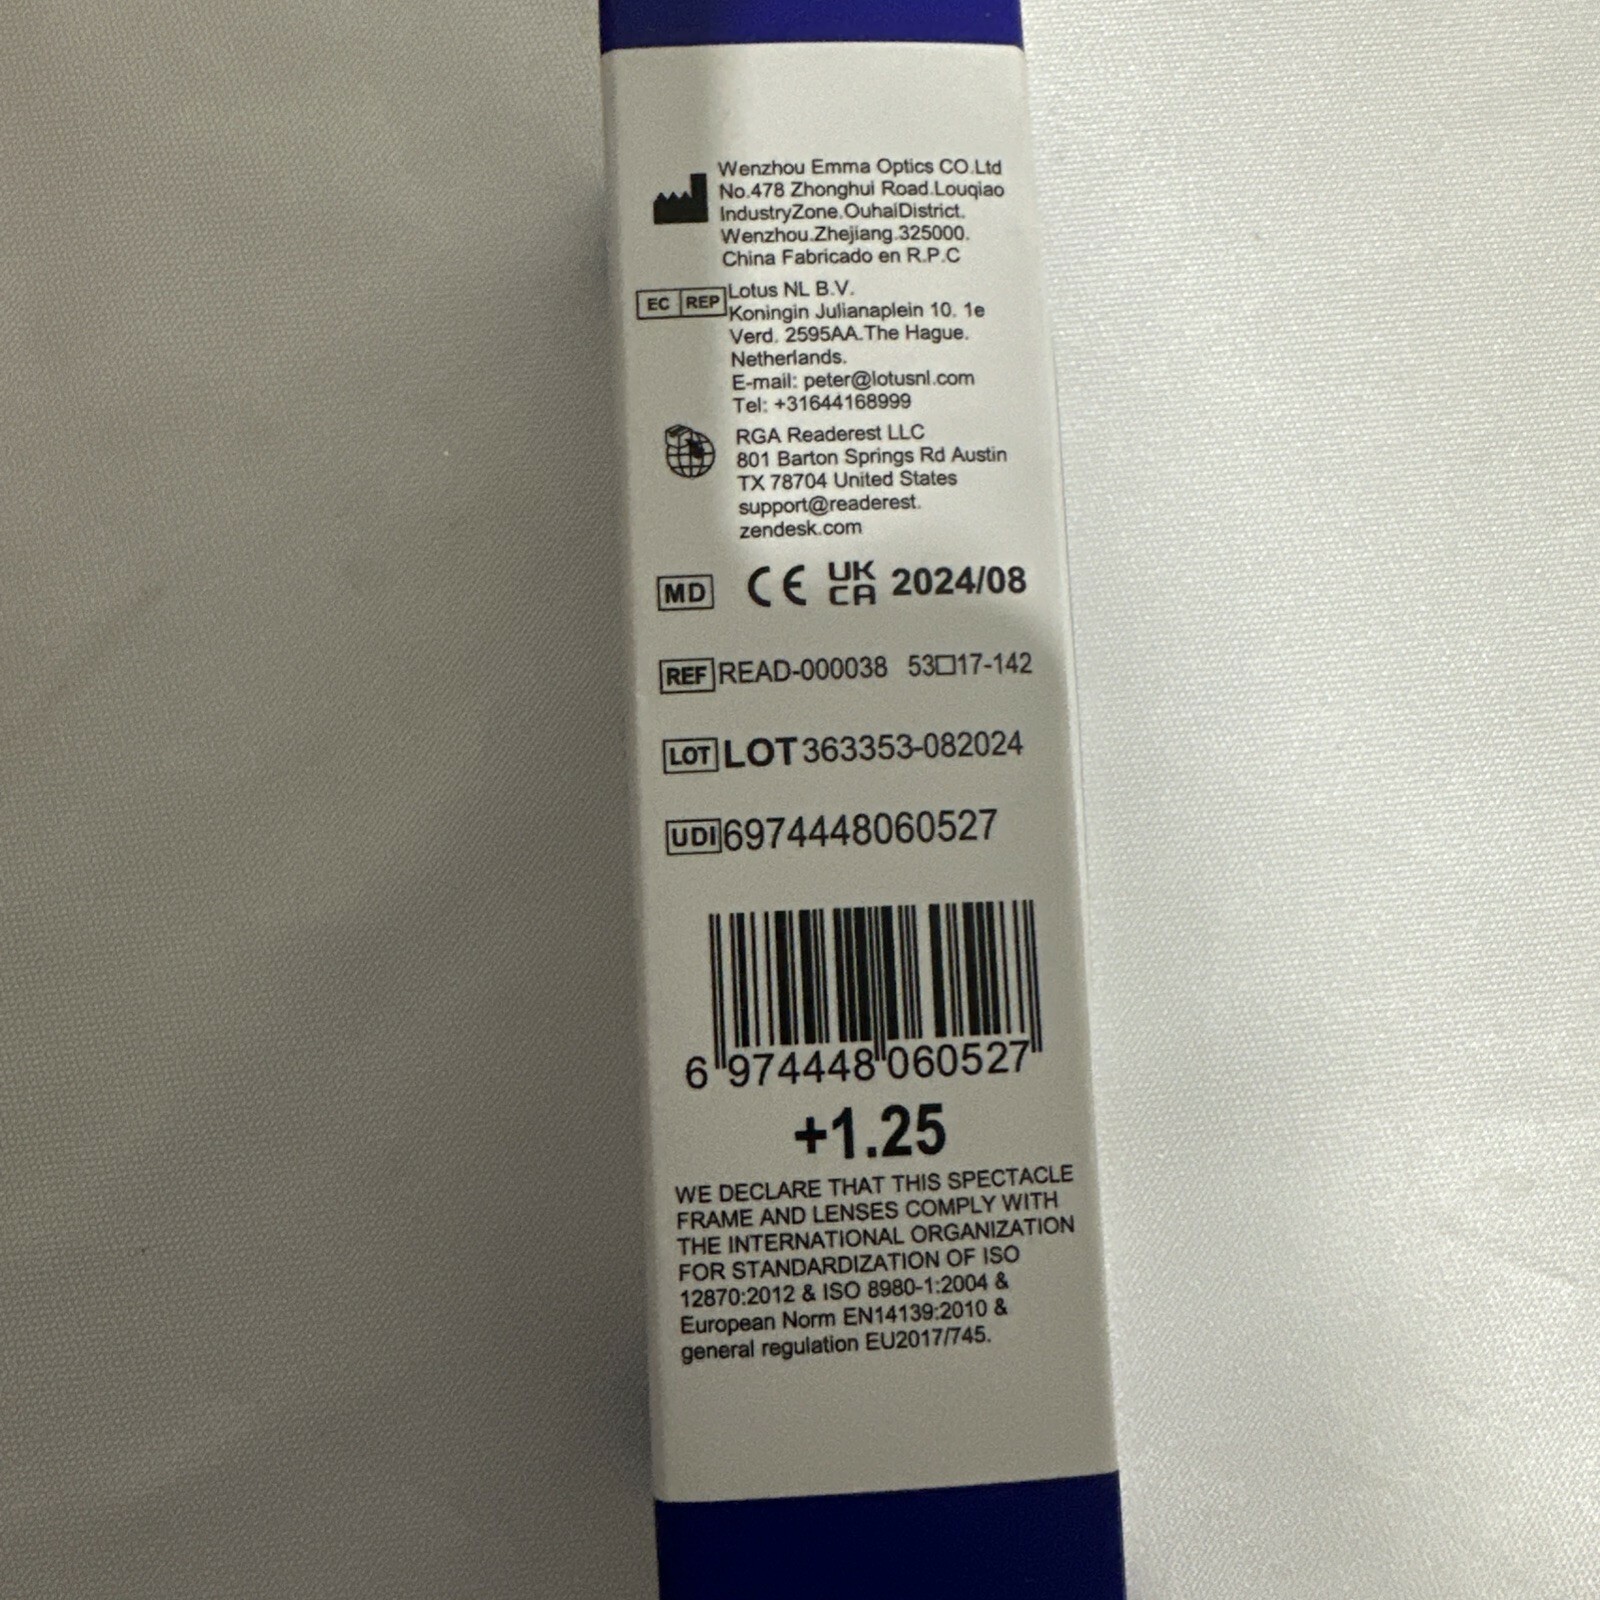 Wenzhou Emma Optics CO.Ltd
No.478 Zhonghui Road.Louqiao
IndustryZone.OuhaiDistrict.
Wenzhou.Zhejiang.325000.
China Fabricado en R.P.C
EC REP
Lotus NL B.V.
Koningin Julianaplein 10. 1e
Verd. 2595AA.The Hague.
Netherlands.
E-mail: peter@lotusnl.com
Tel: +31644168999
RGA Readerest LLC
801 Barton Springs Rd Austin
TX 78704 United States
support@readerest.
zendesk.com
MD CE UK CA 2024/08
REF READ-000038 53□17-142
LOT LOT 363353-082024
UDI 6974448060527
6 974448 060527
+1.25
WE DECLARE THAT THIS SPECTACLE
FRAME AND LENSES COMPLY WITH
THE INTERNATIONAL ORGANIZATION
FOR STANDARDIZATION OF ISO
12870:2012 & ISO 8980-1:2004 &
European Norm EN14139:2010 &
general regulation EU2017/745.